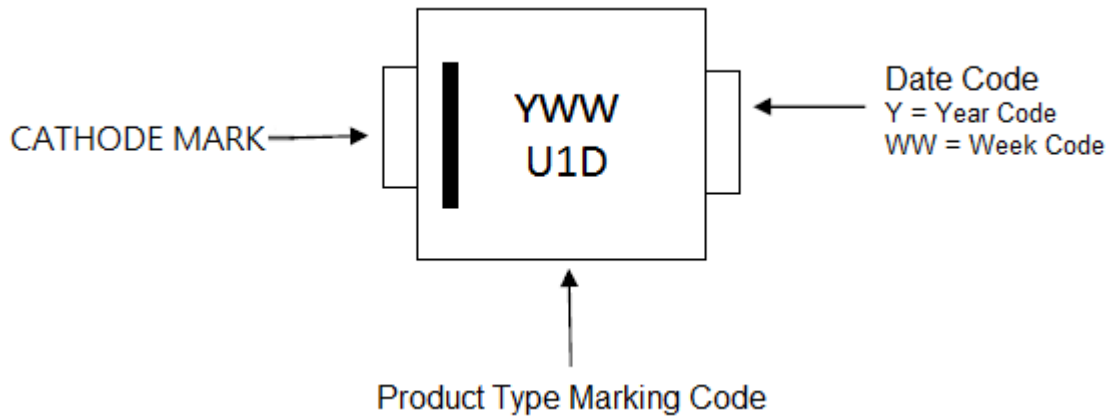 CATHODE MARK
YWW
U1D
Date Code
Y = Year Code
WW = Week Code
Product Type Marking Code